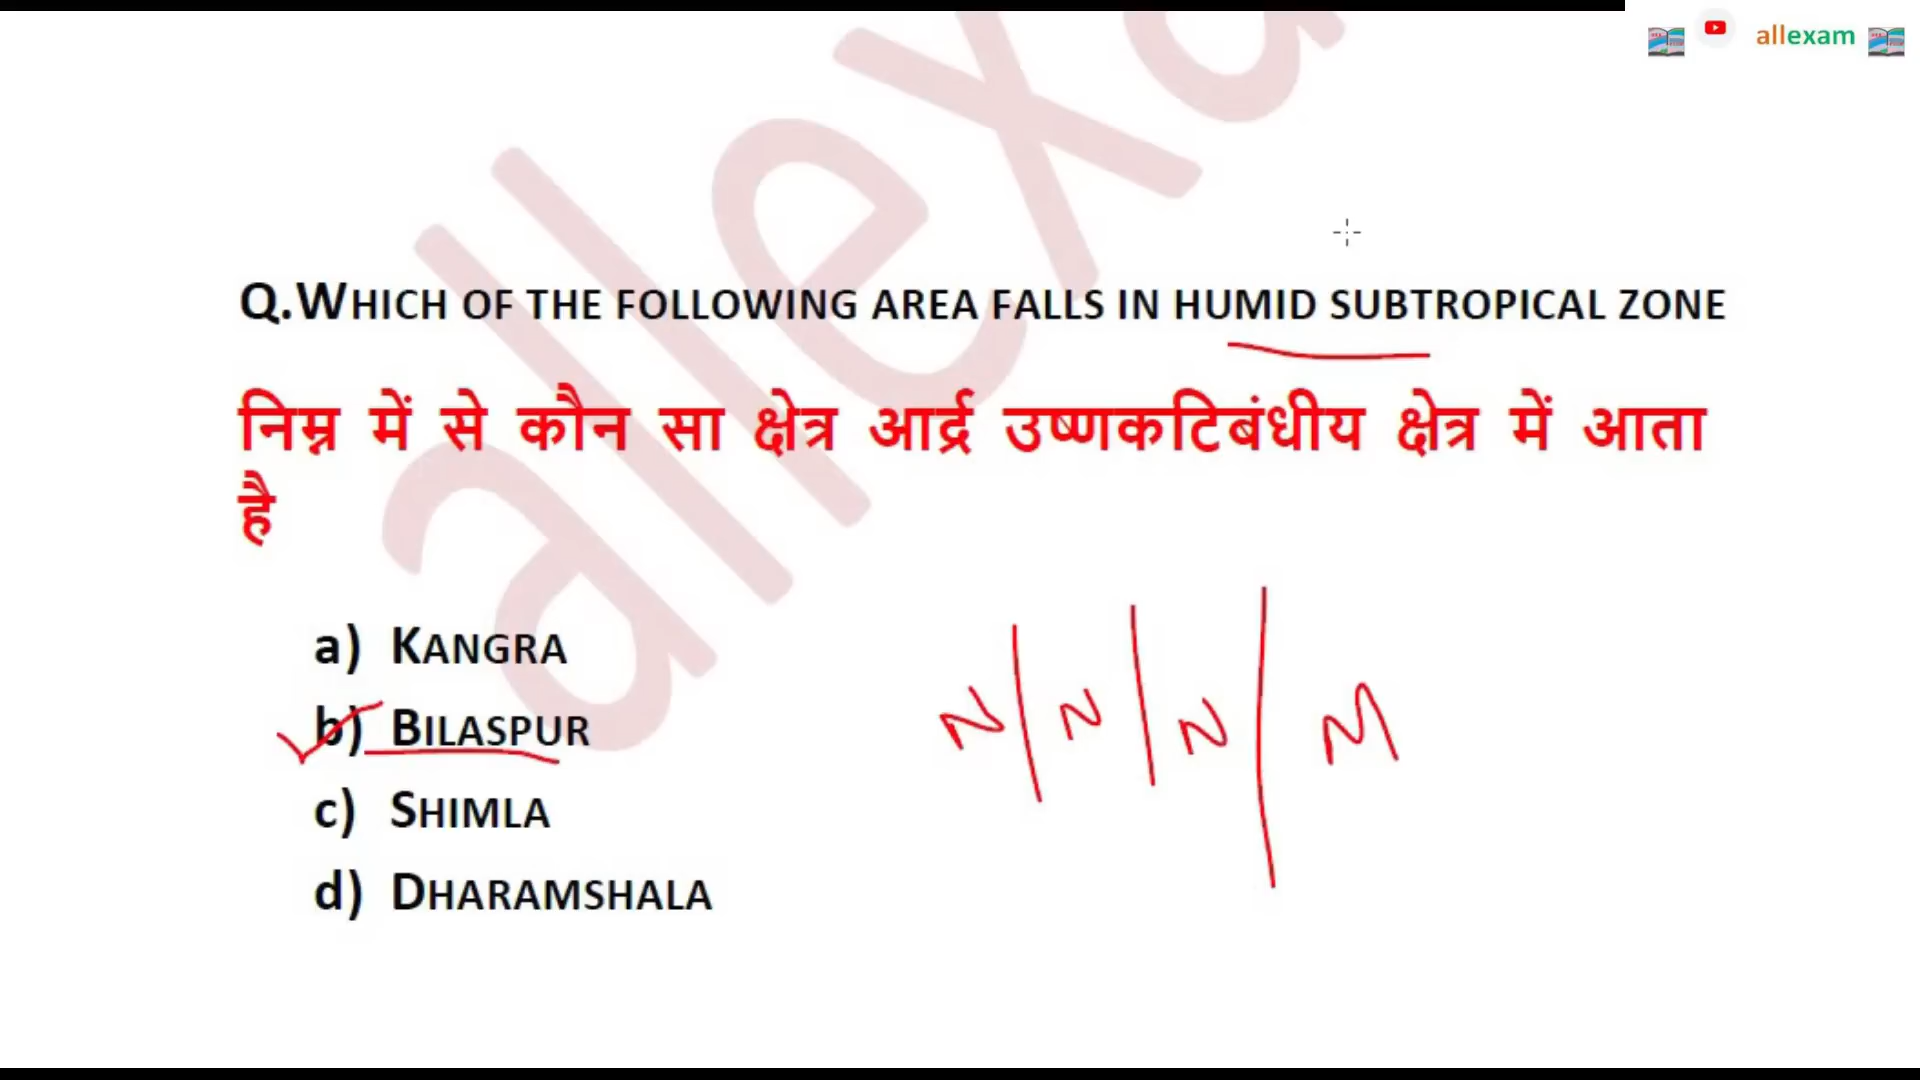 allexam
allexa
Q.WHICH OF THE FOLLOWING AREA FALLS IN HUMID SUBTROPICAL ZONE
निम्न में से कौन सा क्षेत्र आर्द्र उष्णकटिबंधीय क्षेत्र में आता
है
a) KANGRA
b) BILASPUR
c) SHIMLA
d) DHARAMSHALA
N N N M